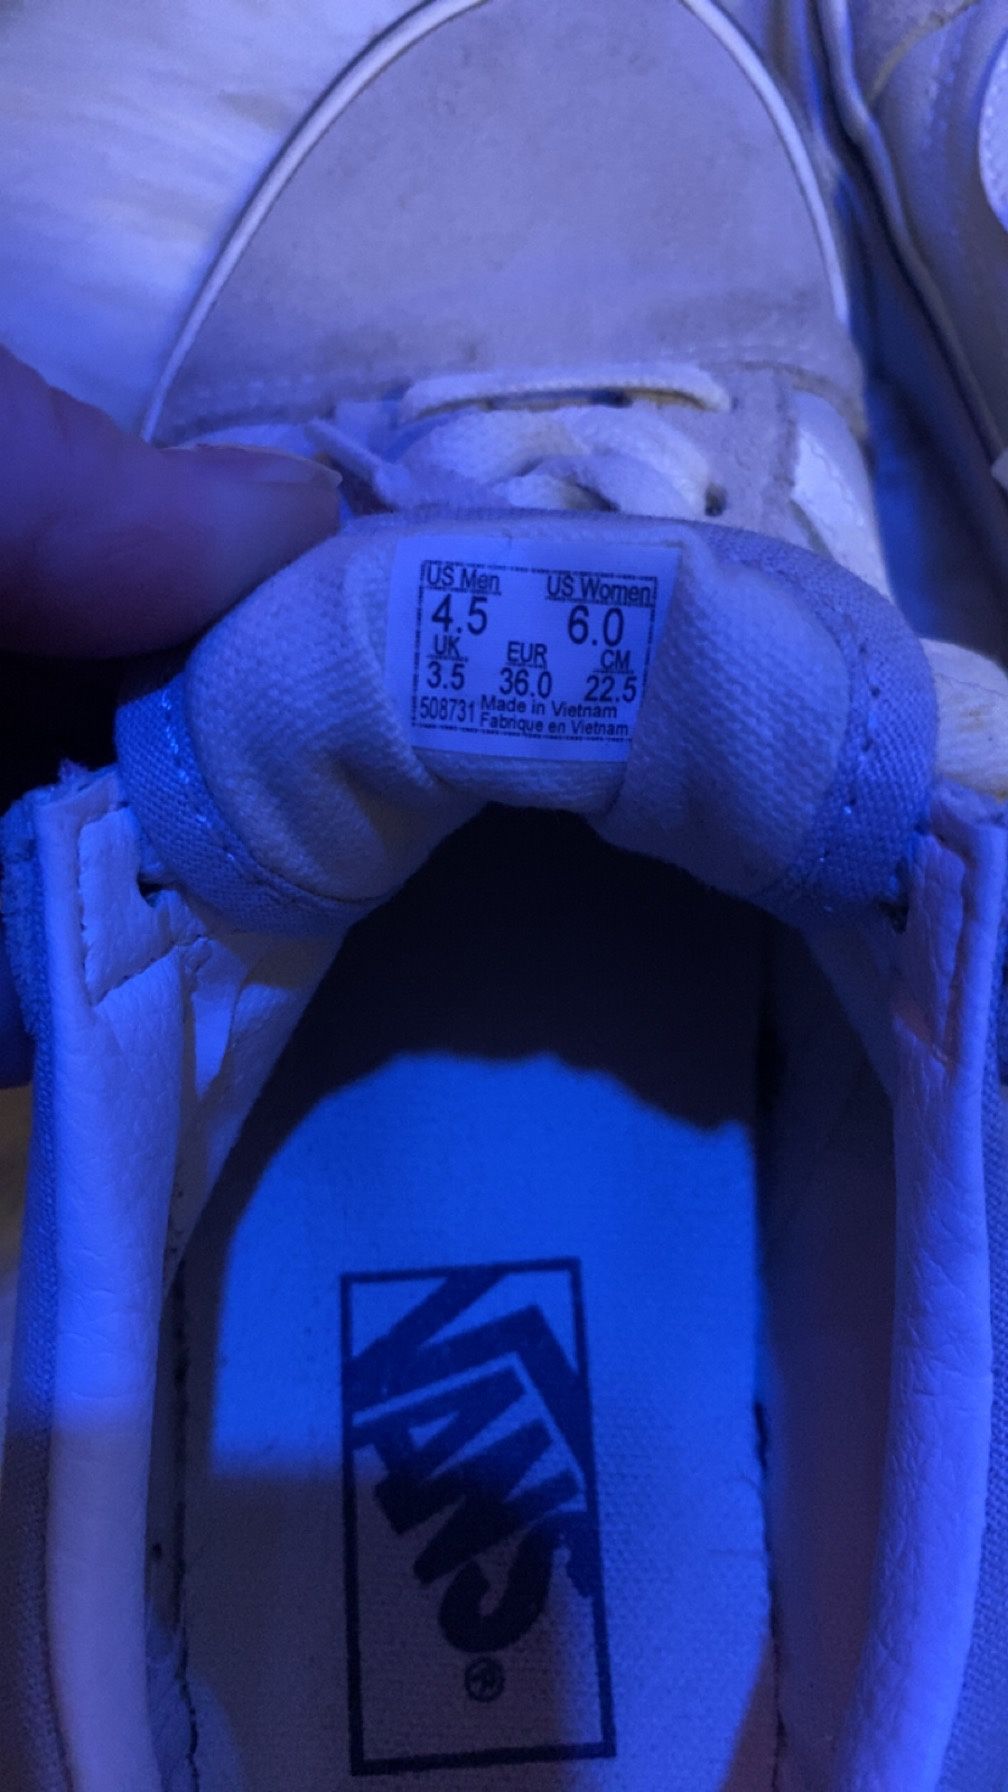 US Men US Women
4.5 6.0
UK EUR CM
3.5 36.0 22.5
508731 Made in Vietnam
Fabrique en Vietnam
VANS
®